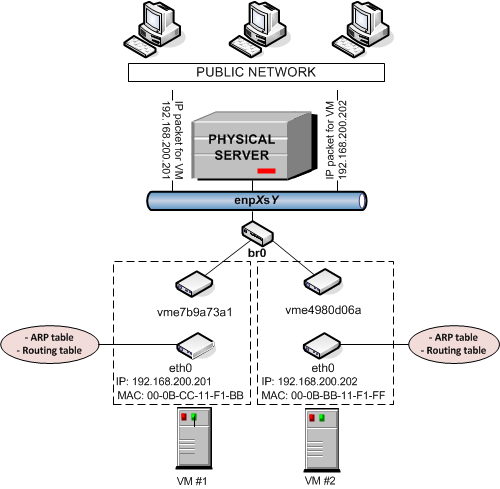 PUBLIC NETWORK
IP packet for VM
192.168.200.201
PHYSICAL
SERVER
IP packet for VM
192.168.200.202
enpXsY
br0
vme7b9a73a1
vme4980d06a
- ARP table
- Routing table
- ARP table
- Routing table
eth0
IP: 192.168.200.201
MAC: 00-0B-CC-11-F1-BB
eth0
IP: 192.168.200.202
MAC: 00-0B-BB-11-F1-FF
VM #1
VM #2